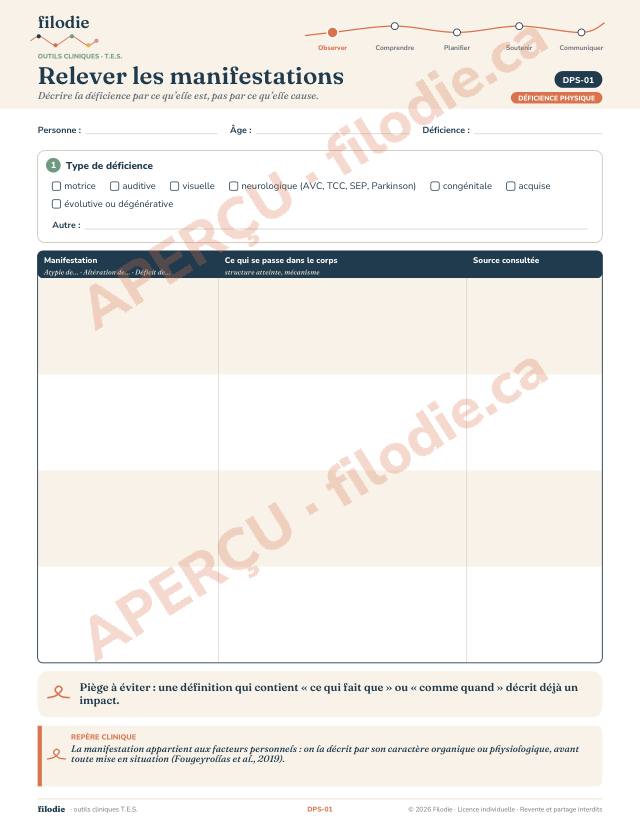 filodie
OUTILS CLINIQUES · T.E.S.
Observer Comprendre Planifier Soutenir Communiquer
Relever les manifestations
Décrire la déficience par ce qu'elle est, pas par ce qu'elle cause.
DPS-01
DÉFICIENCE PHYSIQUE
Personne : Âge : Déficience :
1 Type de déficience
motrice auditive visuelle neurologique (AVC, TCC, SEP, Parkinson) congénitale acquise
évolutive ou dégénérative
Autre :
Manifestation Ce qui se passe dans le corps Source consultée
Atypie de... · Altération de... · Déficit de... structure atteinte, mécanisme
APERÇU · filodie.ca
APERÇU · filodie.ca
Piège à éviter : une définition qui contient « ce qui fait que » ou « comme quand » décrit déjà un
impact.
REPÈRE CLINIQUE
La manifestation appartient aux facteurs personnels : on la décrit par son caractère organique ou physiologique, avant
toute mise en situation (Fougeyrollas et al., 2019).
filodie · outils cliniques T.E.S. DPS-01 © 2026 Filodie · Licence individuelle · Revente et partage interdits